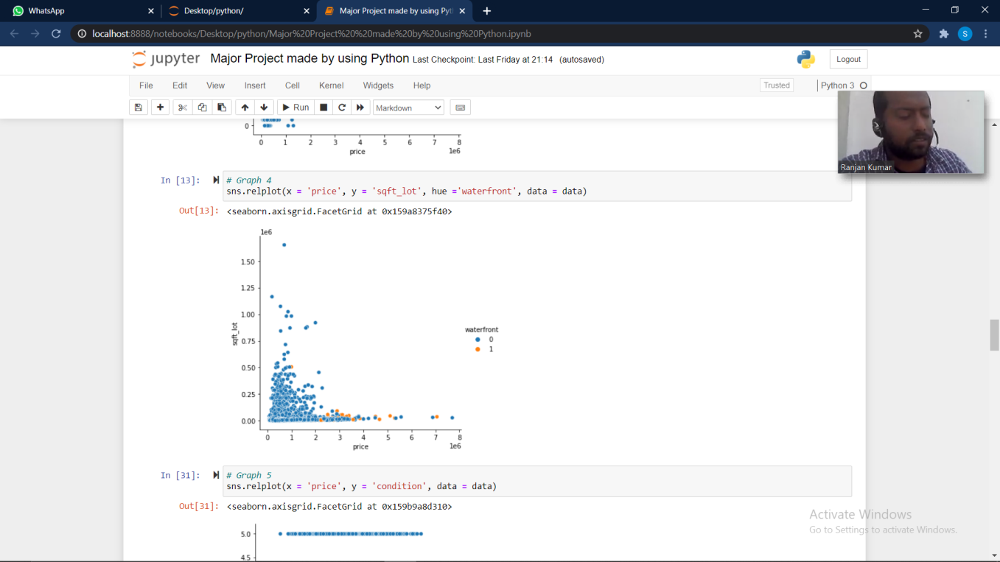 WhatsApp
Desktop/python/
Major Project made by using Pyt
localhost:8888/notebooks/Desktop/python/Major%20Project%20%20made%20by%20using%20Python.ipynb
S
jupyter Major Project made by using Python Last Checkpoint: Last Friday at 21:14 (autosaved)
Logout
File Edit View Insert Cell Kernel Widgets Help
Trusted
Python 3
Run
Markdown
Ranjan Kumar
0
0 1 2 3 4 5 6 7 8
price
1e6
In [13]:
# Graph 4
sns.relplot(x = 'price', y = 'sqft_lot', hue ='waterfront', data = data)
Out[13]: <seaborn.axisgrid.FacetGrid at 0x159a8375f40>
1e6
1.50
1.25
1.00
0.75
0.50
0.25
0.00
sqft_lot
waterfront
0
1
0 1 2 3 4 5 6 7 8
price
1e6
In [31]:
# Graph 5
sns.relplot(x = 'price', y = 'condition', data = data)
Out[31]: <seaborn.axisgrid.FacetGrid at 0x159b9a8d310>
5.0
4.5
Activate Windows
Go to Settings to activate Windows.